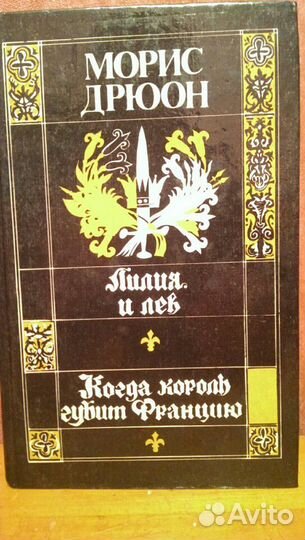 МОРИС
ДРЮОН
Лилия
и лев
Когда король
губит Францию
Avito